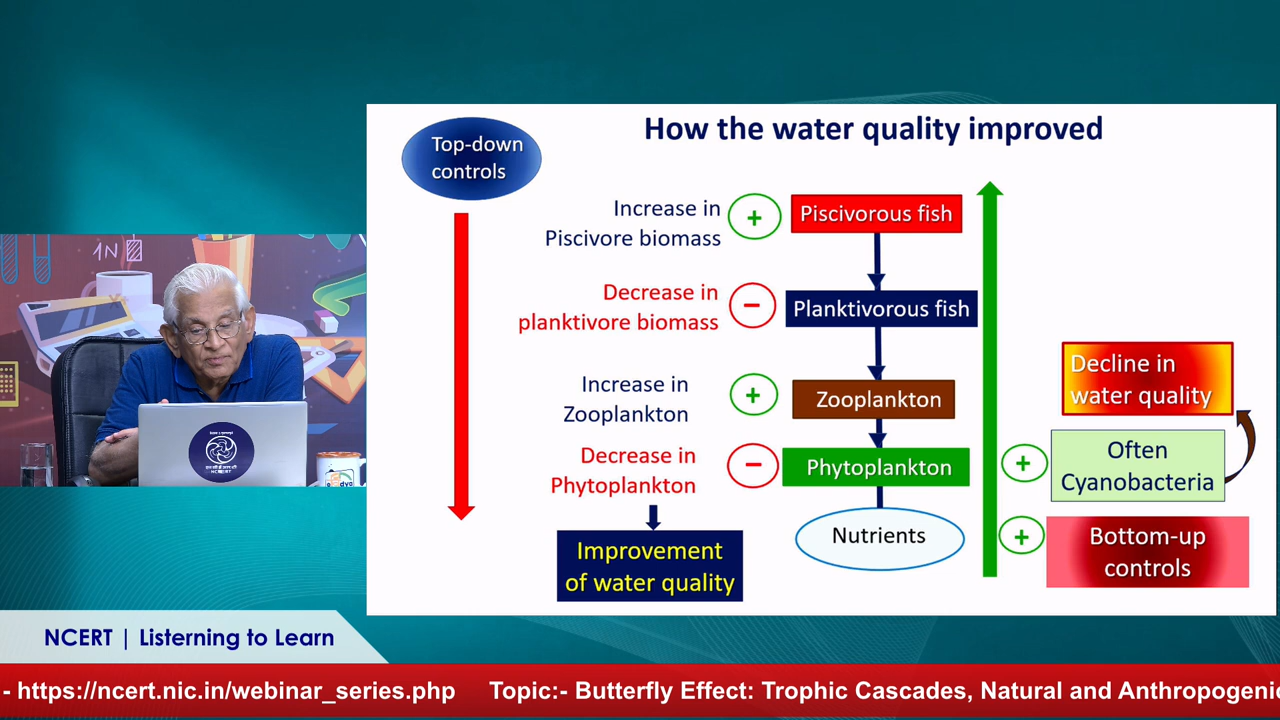 How the water quality improved
Top-down
controls
Increase in
Piscivore biomass
+
Piscivorous fish
Decrease in
planktivore biomass
−
Planktivorous fish
Increase in
Zooplankton
+
Zooplankton
Decrease in
Phytoplankton
−
Phytoplankton
Improvement
of water quality
Nutrients
Decline in
water quality
+
Often
Cyanobacteria
+
Bottom-up
controls
1N
NCERT
NCERT | Listerning to Learn
- https://ncert.nic.in/webinar_series.php Topic:- Butterfly Effect: Trophic Cascades, Natural and Anthropogenic